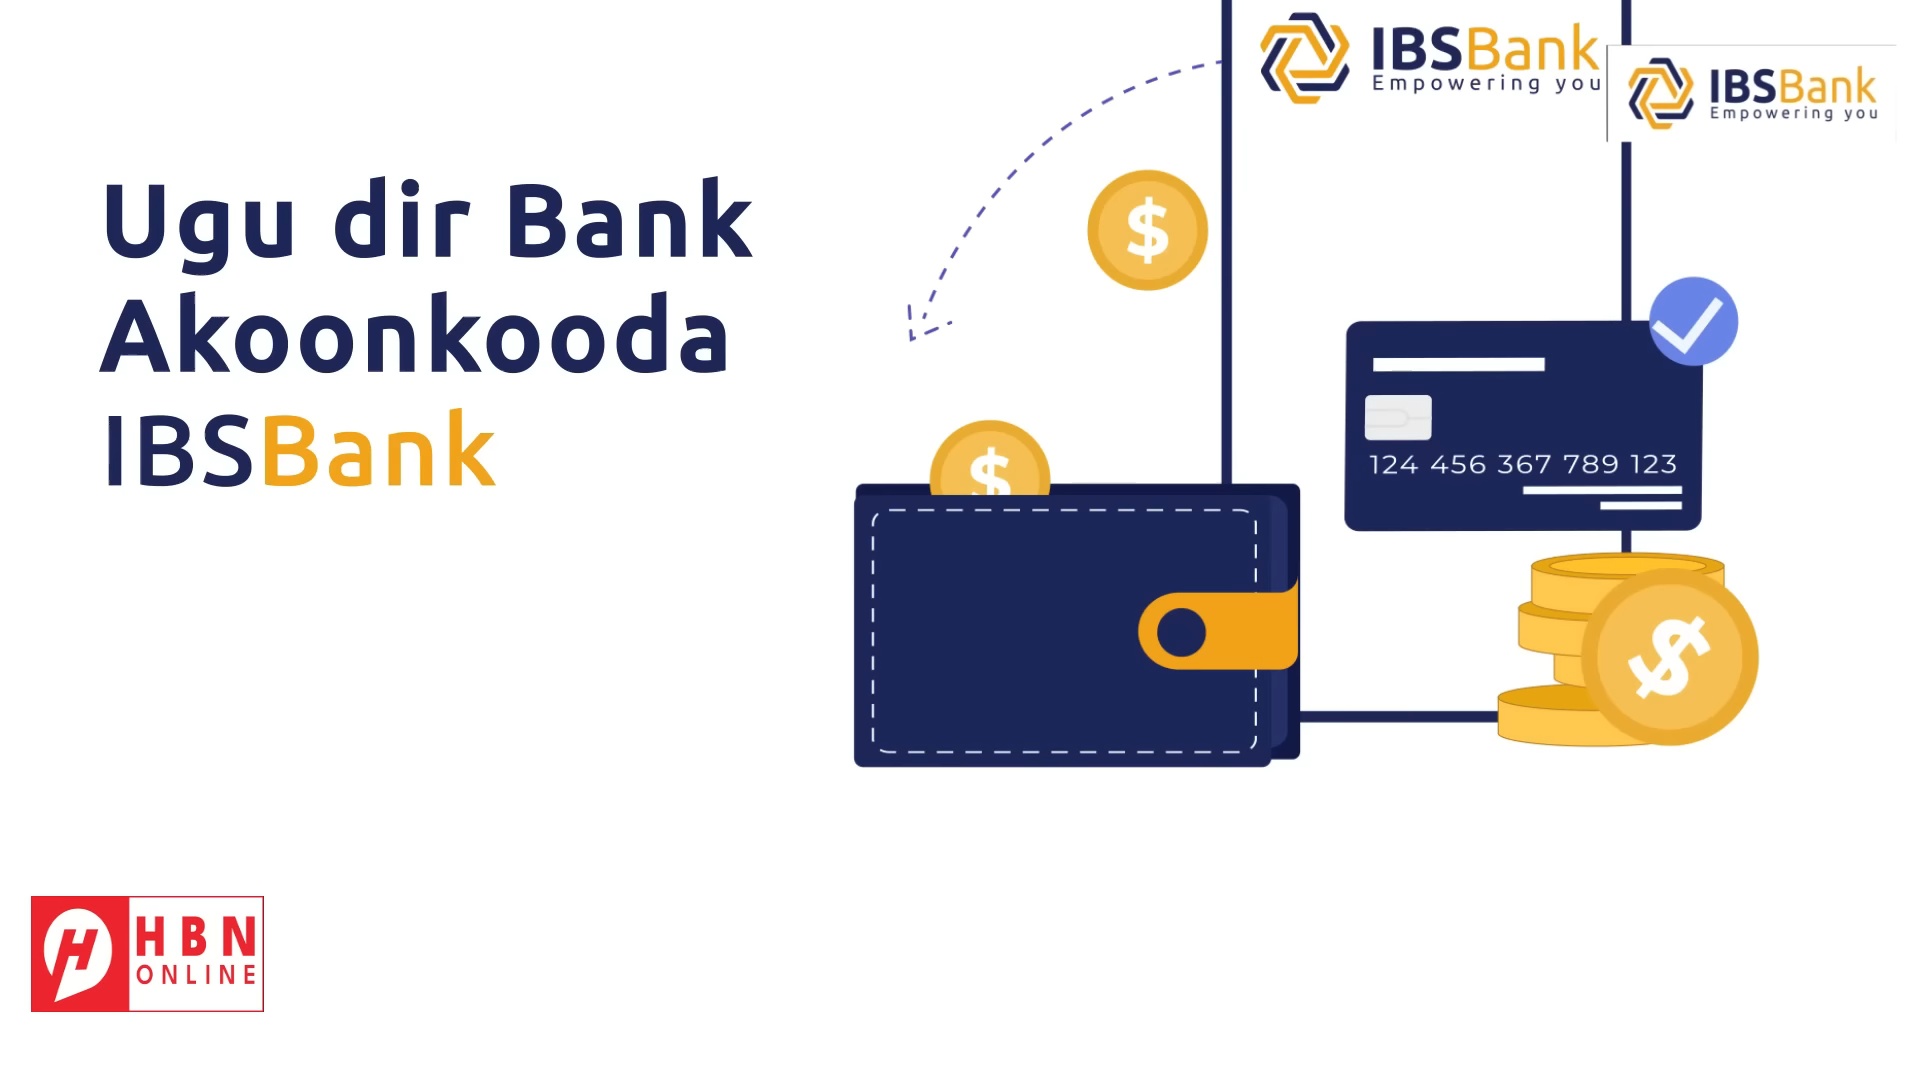 Ugu dir Bank
Akoonkooda
IBSBank
IBSBank
Empowering you
IBSBank
Empowering you
$
$
124 456 367 789 123
$
H
HBN
ONLINE